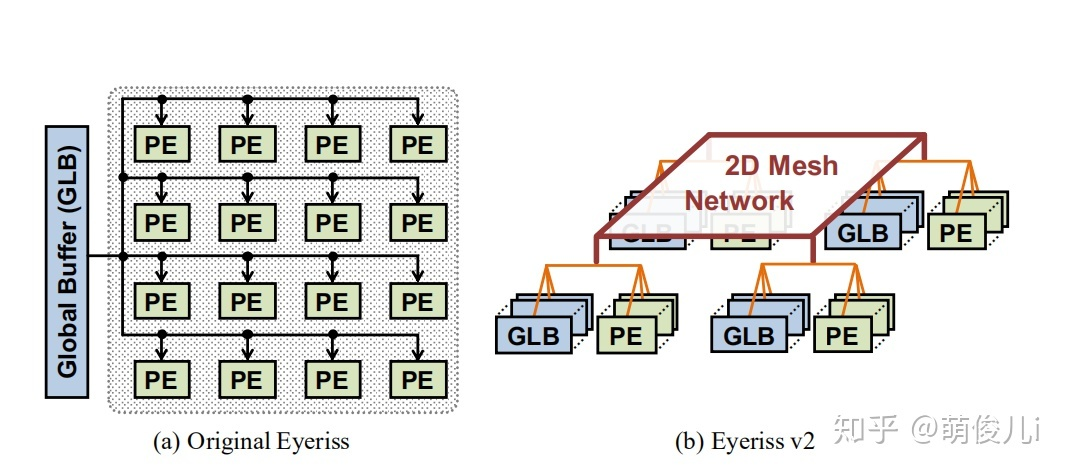 Global Buffer (GLB)
PE PE PE PE
PE PE PE PE
PE PE PE PE
PE PE PE PE
(a) Original Eyeriss
2D Mesh
Network
GLB PE GLB PE
GLB PE GLB PE
(b) Eyeriss v2
知乎 @萌俊儿i